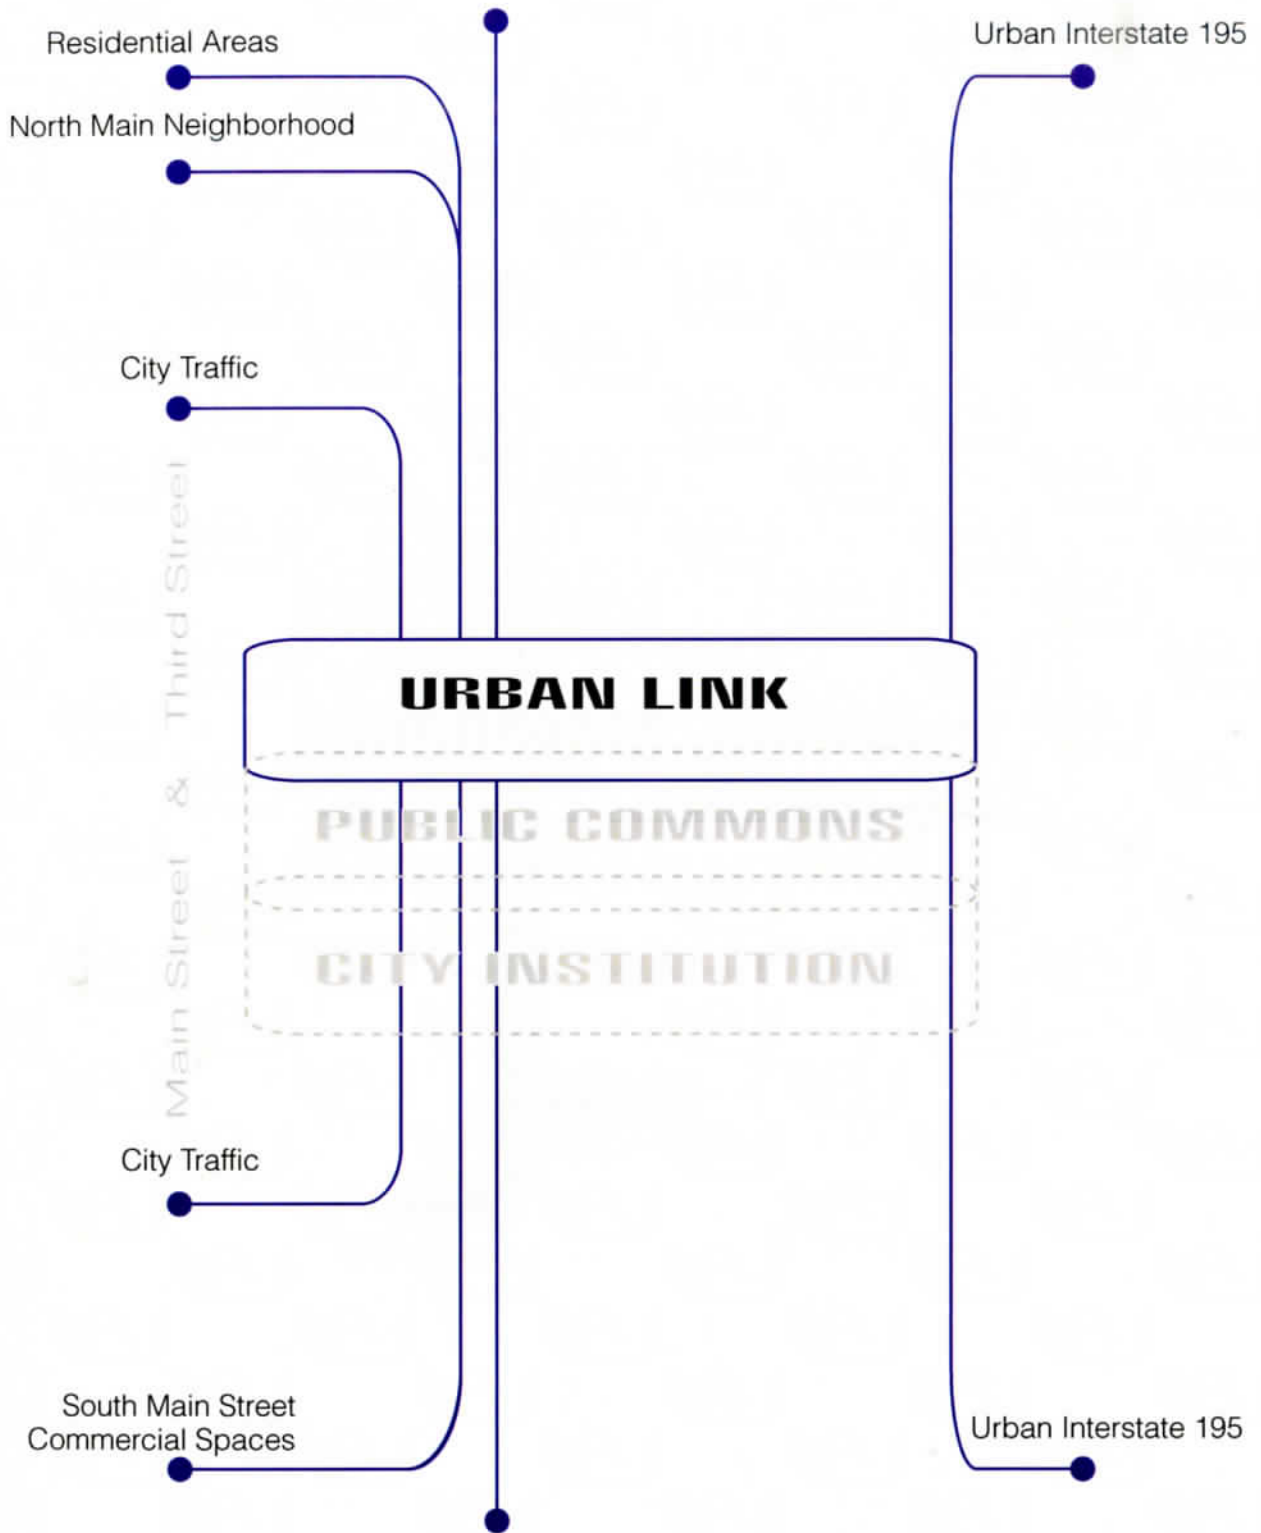 Residential Areas
Urban Interstate 195
North Main Neighborhood
City Traffic
Main Street & Third Street
URBAN LINK
PUBLIC COMMONS
CITY INSTITUTION
City Traffic
South Main Street
Commercial Spaces
Urban Interstate 195